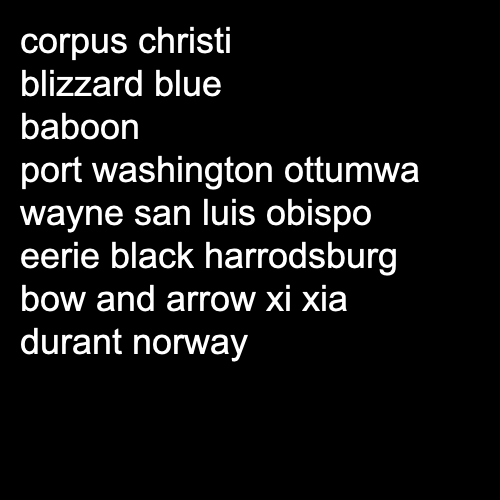 corpus christi
blizzard blue
baboon
port washington ottumwa
wayne san luis obispo
eerie black harrodsburg
bow and arrow xi xia
durant norway